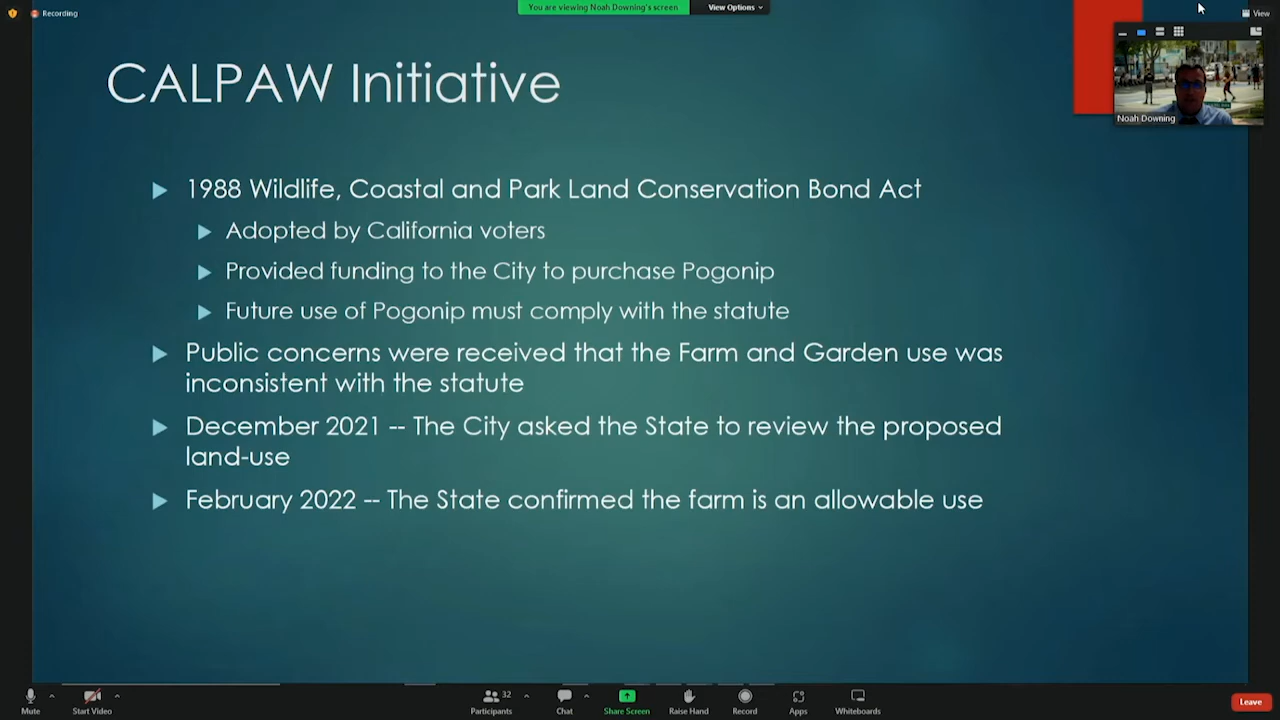 Recording
You are viewing Noah Downing's screen
View Options
View
CALPAW Initiative
Noah Downing
1988 Wildlife, Coastal and Park Land Conservation Bond Act
Adopted by California voters
Provided funding to the City to purchase Pogonip
Future use of Pogonip must comply with the statute
Public concerns were received that the Farm and Garden use was
inconsistent with the statute
December 2021 -- The City asked the State to review the proposed
land-use
February 2022 -- The State confirmed the farm is an allowable use
Mute
Start Video
32
Participants
Chat
Share Screen
Raise Hand
Record
Apps
Whiteboards
Leave